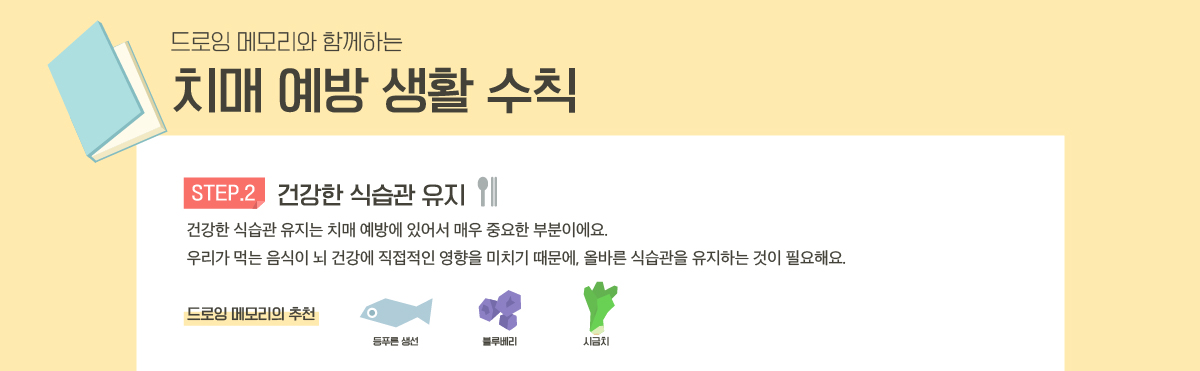 드로잉 메모리와 함께하는
치매 예방 생활 수칙
STEP.2 건강한 식습관 유지
건강한 식습관 유지는 치매 예방에 있어서 매우 중요한 부분이에요.
우리가 먹는 음식이 뇌 건강에 직접적인 영향을 미치기 때문에, 올바른 식습관을 유지하는 것이 필요해요.
드로잉 메모리의 추천
등푸른 생선 블루베리 시금치